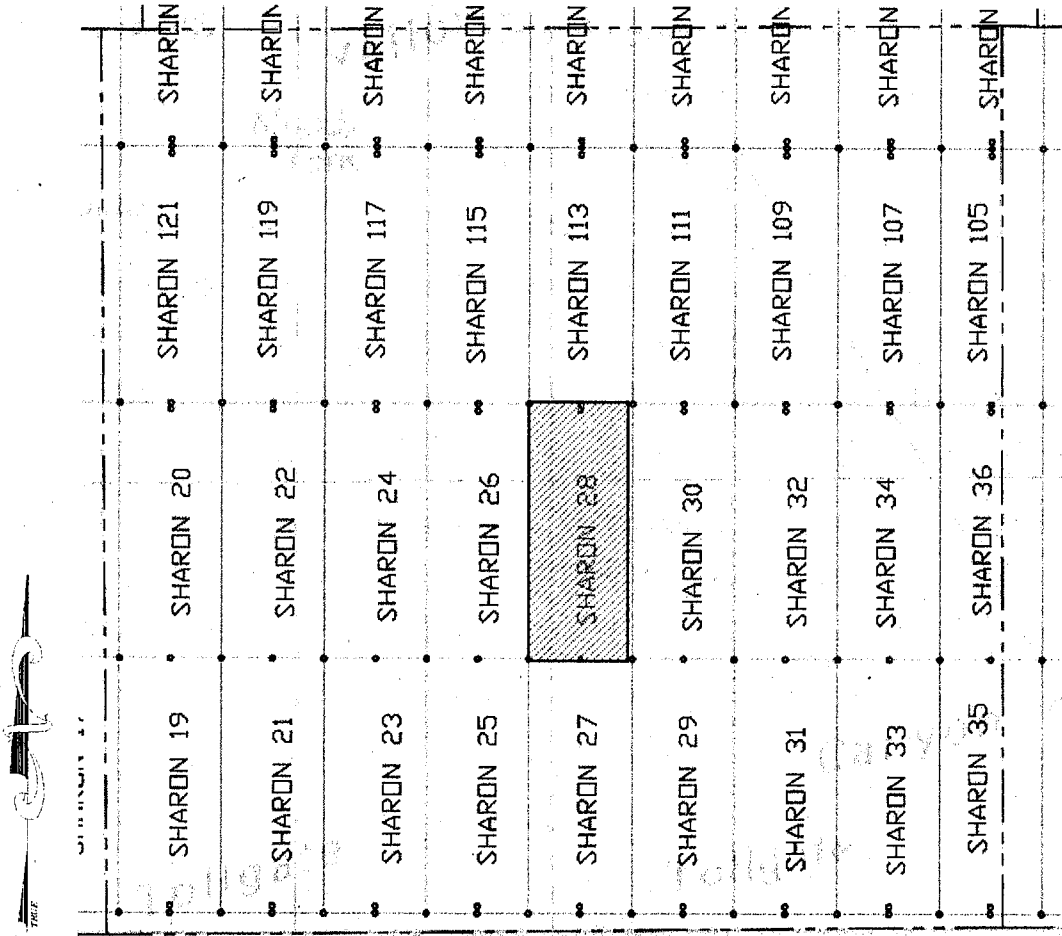 SHARON
SHARON
SHARON
SHARON
SHARON
SHARON
SHARON
SHARON
SHARON
SHARON 121
SHARON 119
SHARON 117
SHARON 115
SHARON 113
SHARON 111
SHARON 109
SHARON 107
SHARON 105
SHARON 20
SHARON 22
SHARON 24
SHARON 26
SHARON 28
SHARON 30
SHARON 32
SHARON 34
SHARON 36
SHARON 19
SHARON 21
SHARON 23
SHARON 25
SHARON 27
SHARON 29
SHARON 31
SHARON 33
SHARON 35
Canyon
TRUE